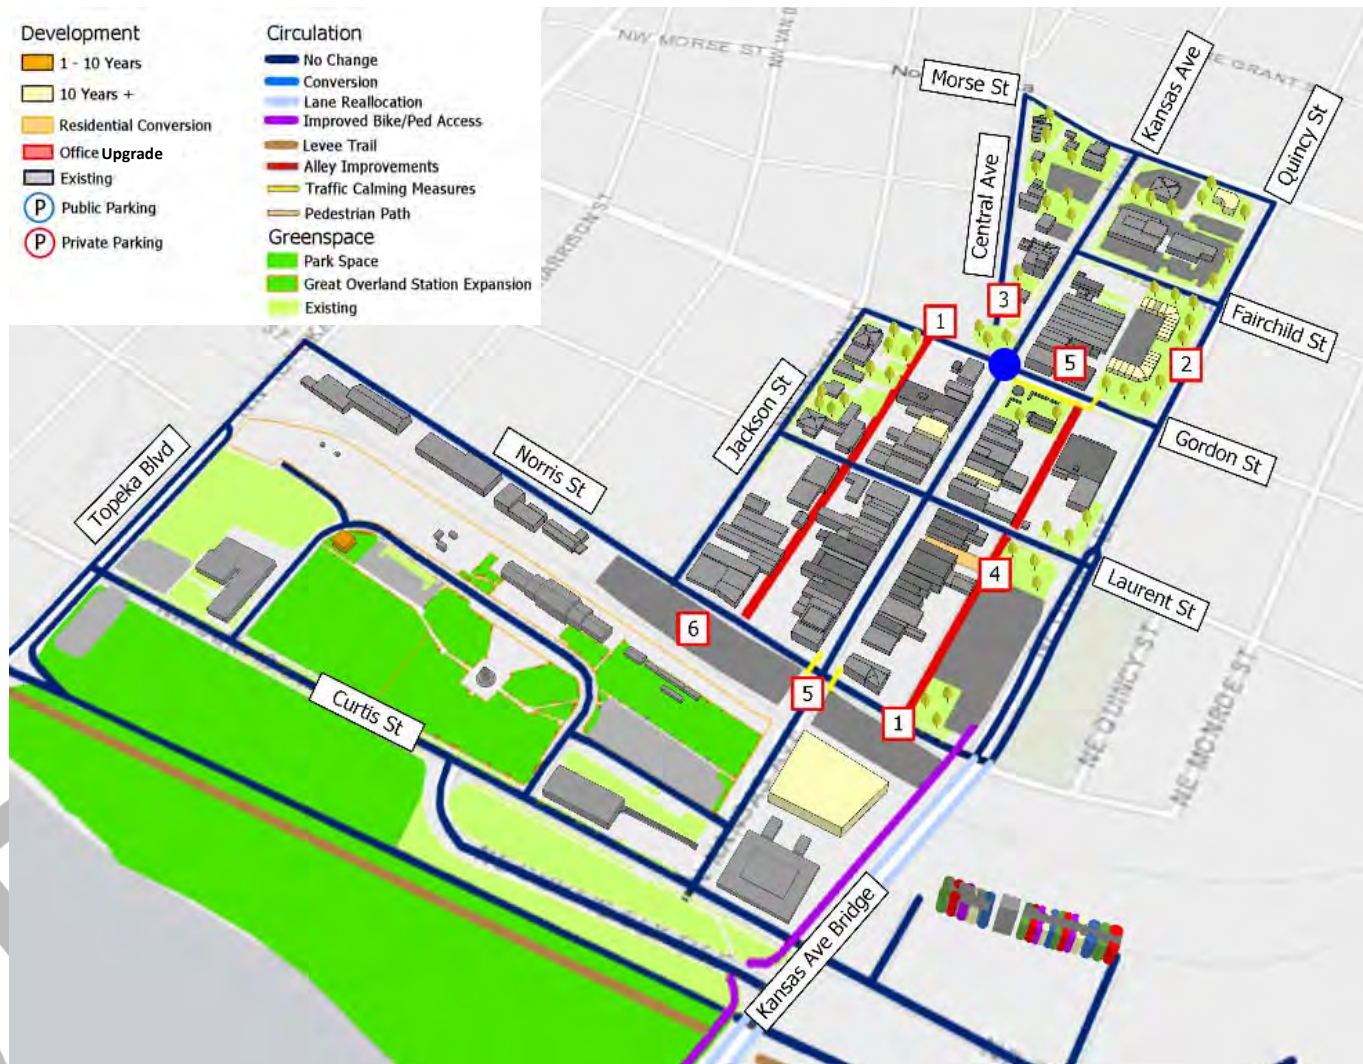 Development
1 - 10 Years
10 Years +
Residential Conversion
Office Upgrade
Existing
P Public Parking
P Private Parking
Circulation
No Change
Conversion
Lane Reallocation
Improved Bike/Ped Access
Levee Trail
Alley Improvements
Traffic Calming Measures
Pedestrian Path
Greenspace
Park Space
Great Overland Station Expansion
Existing
NW MORSE ST
Morse St
Kansas Ave
Quincy St
Central Ave
Fairchild St
Jackson St
Gordon St
Norris St
Topeka Blvd
Laurent St
Curtis St
Kansas Ave Bridge
NE QUINCY ST
NE MONROE ST
1
3
5
2
4
6
5
1